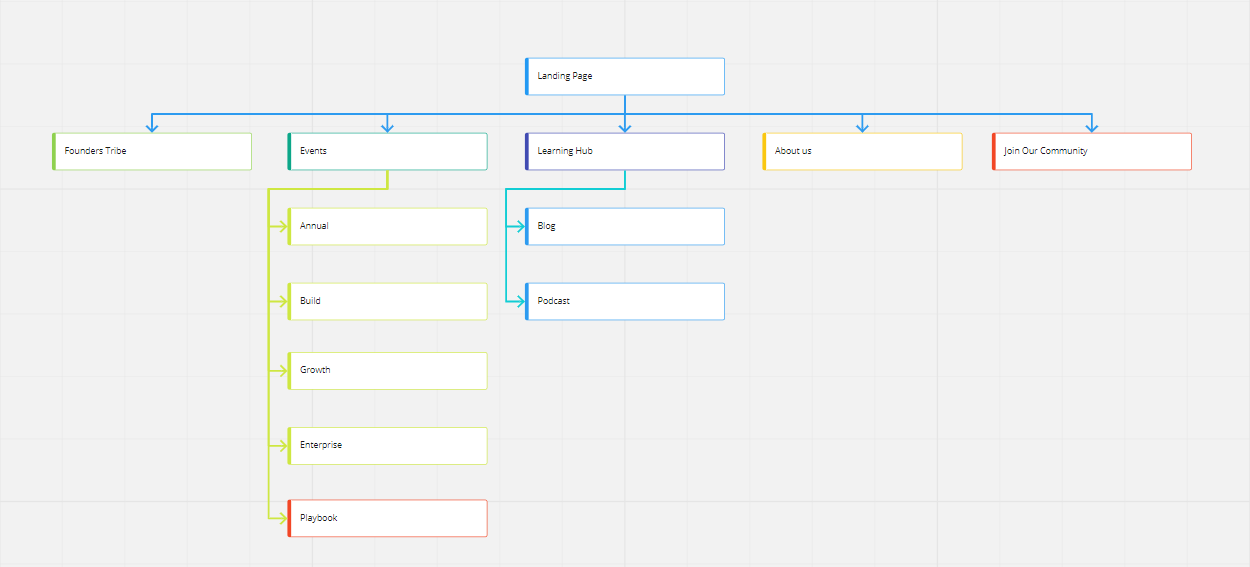 Landing Page
Founders Tribe
Events
Learning Hub
About us
Join Our Community
Annual
Blog
Build
Podcast
Growth
Enterprise
Playbook